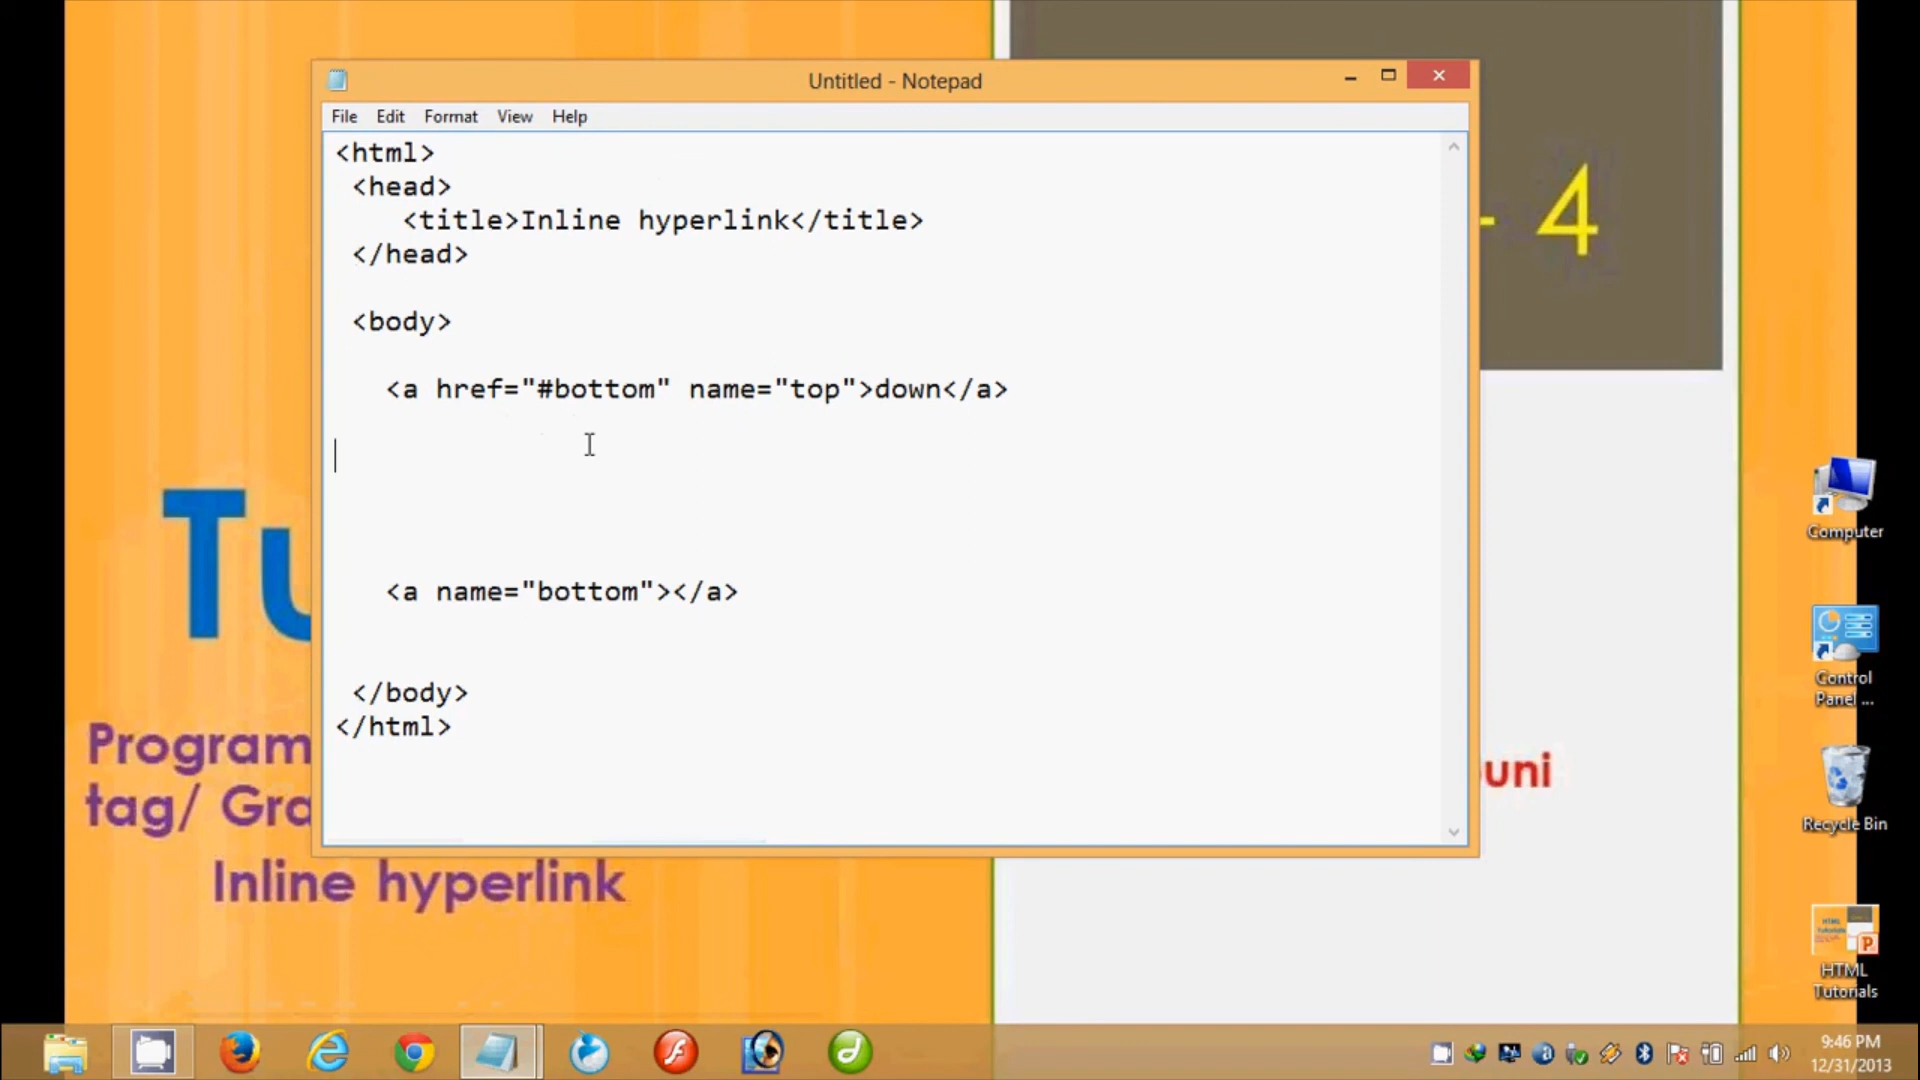 Untitled - Notepad
File Edit Format View Help
<html>
<head>
<title>Inline hyperlink</title>
</head>
<body>
<a href="#bottom" name="top">down</a>
<a name="bottom"></a>
</body>
</html>
- 4
Tu
Program
tag/ Gra
Inline hyperlink
uni
Computer
Control
Panel ...
Recycle Bin
HTML
Tutorials
9:46 PM
12/31/2013